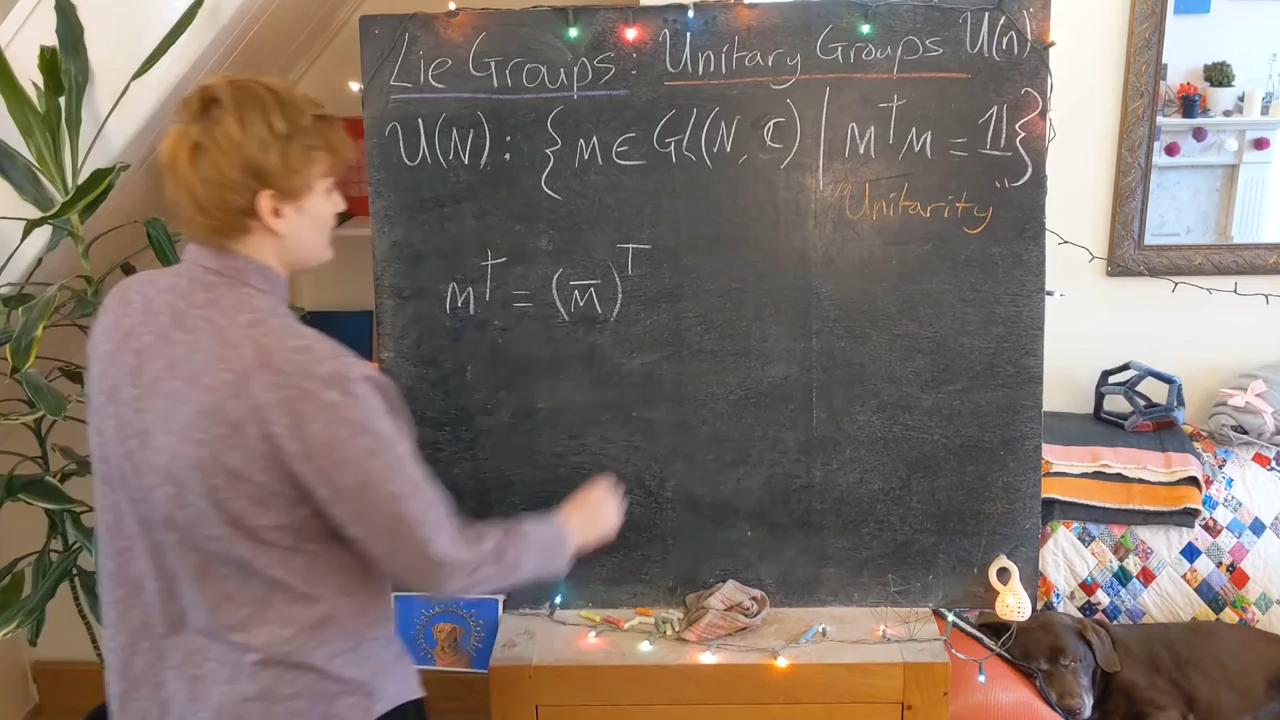 Lie Groups: Unitary Groups U(n)
U(N): {M ∈ GL(N, ℂ) | M†M = 𝟙}
"Unitarity"
M† = (M̄)ᵀ